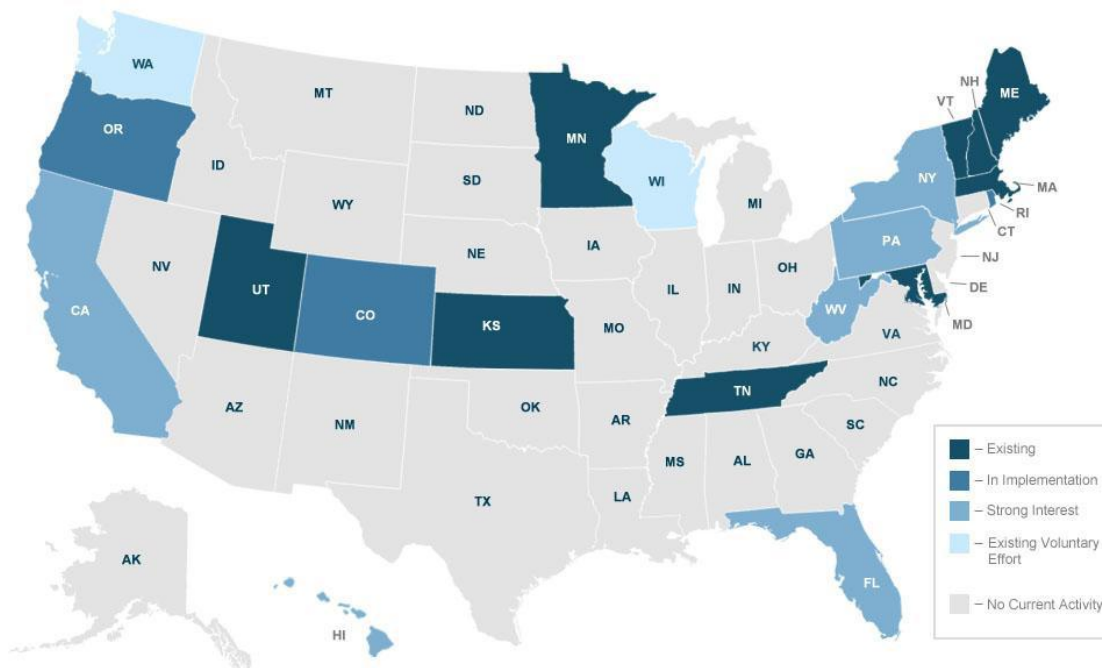 WA
MT
ND
MN
VT
NH
ME
OR
ID
SD
WI
NY
MA
WY
MI
RI
CT
NV
NE
IA
PA
NJ
UT
CO
KS
IL
IN
OH
DE
CA
MO
WV
MD
KY
VA
AZ
NM
OK
AR
TN
NC
SC
MS
AL
GA
TX
LA
FL
AK
HI
– Existing
– In Implementation
– Strong Interest
– Existing Voluntary
Effort
– No Current Activity